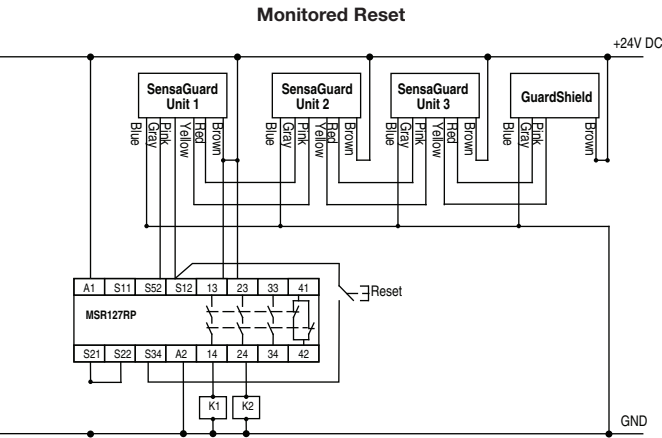 Monitored Reset
+24V DC
SensaGuard
Unit 1
SensaGuard
Unit 2
SensaGuard
Unit 3
GuardShield
Blue
Gray
Pink
Yellow
Red
Brown
Blue
Gray
Pink
Yellow
Red
Brown
Blue
Gray
Pink
Yellow
Red
Brown
Blue
Gray
Pink
Brown
A1 S11 S52 S12 13 23 33 41
Reset
MSR127RP
S21 S22 S34 A2 14 24 34 42
K1 K2
GND